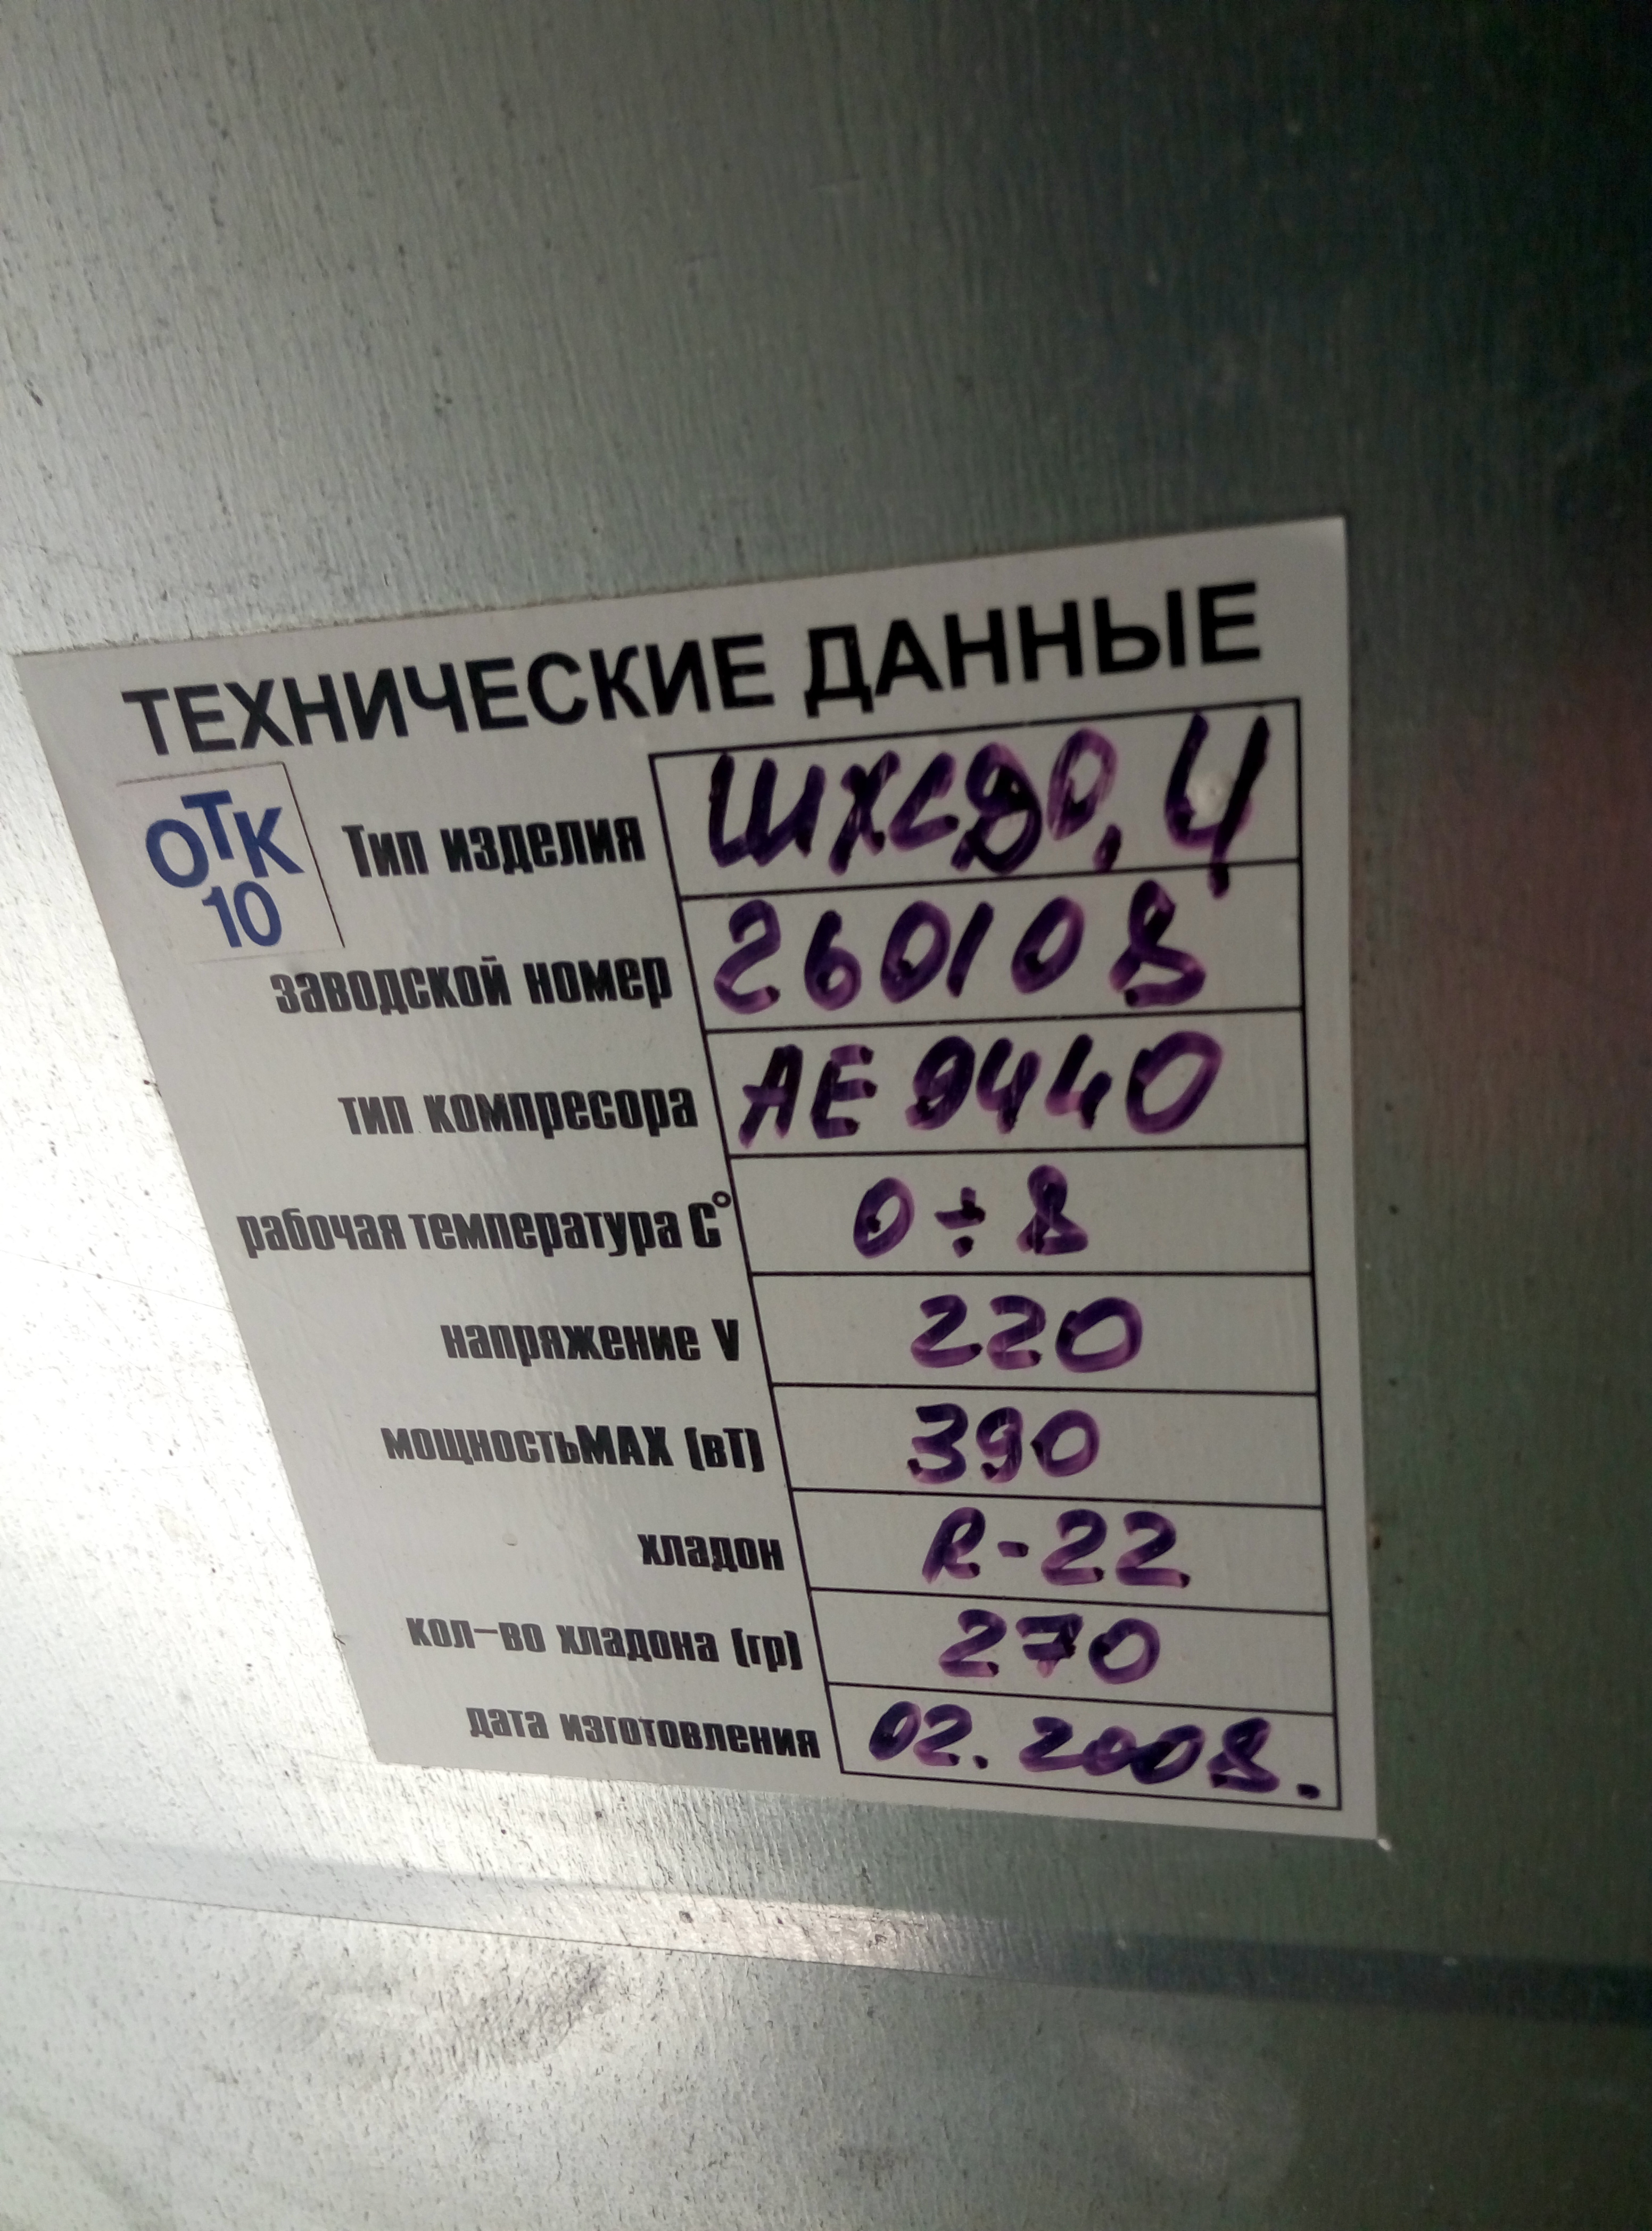 ТЕХНИЧЕСКИЕ ДАННЫЕ
ОТК
10
Тип изделия ШХСД0,4
заводской номер 260108
тип компресора АЕ 9440
рабочая температура С° 0÷8
напряжение V 220
мощностьMAX (вТ) 390
хладон R-22
кол-во хладона (гр) 270
дата изготовления 02.2008.